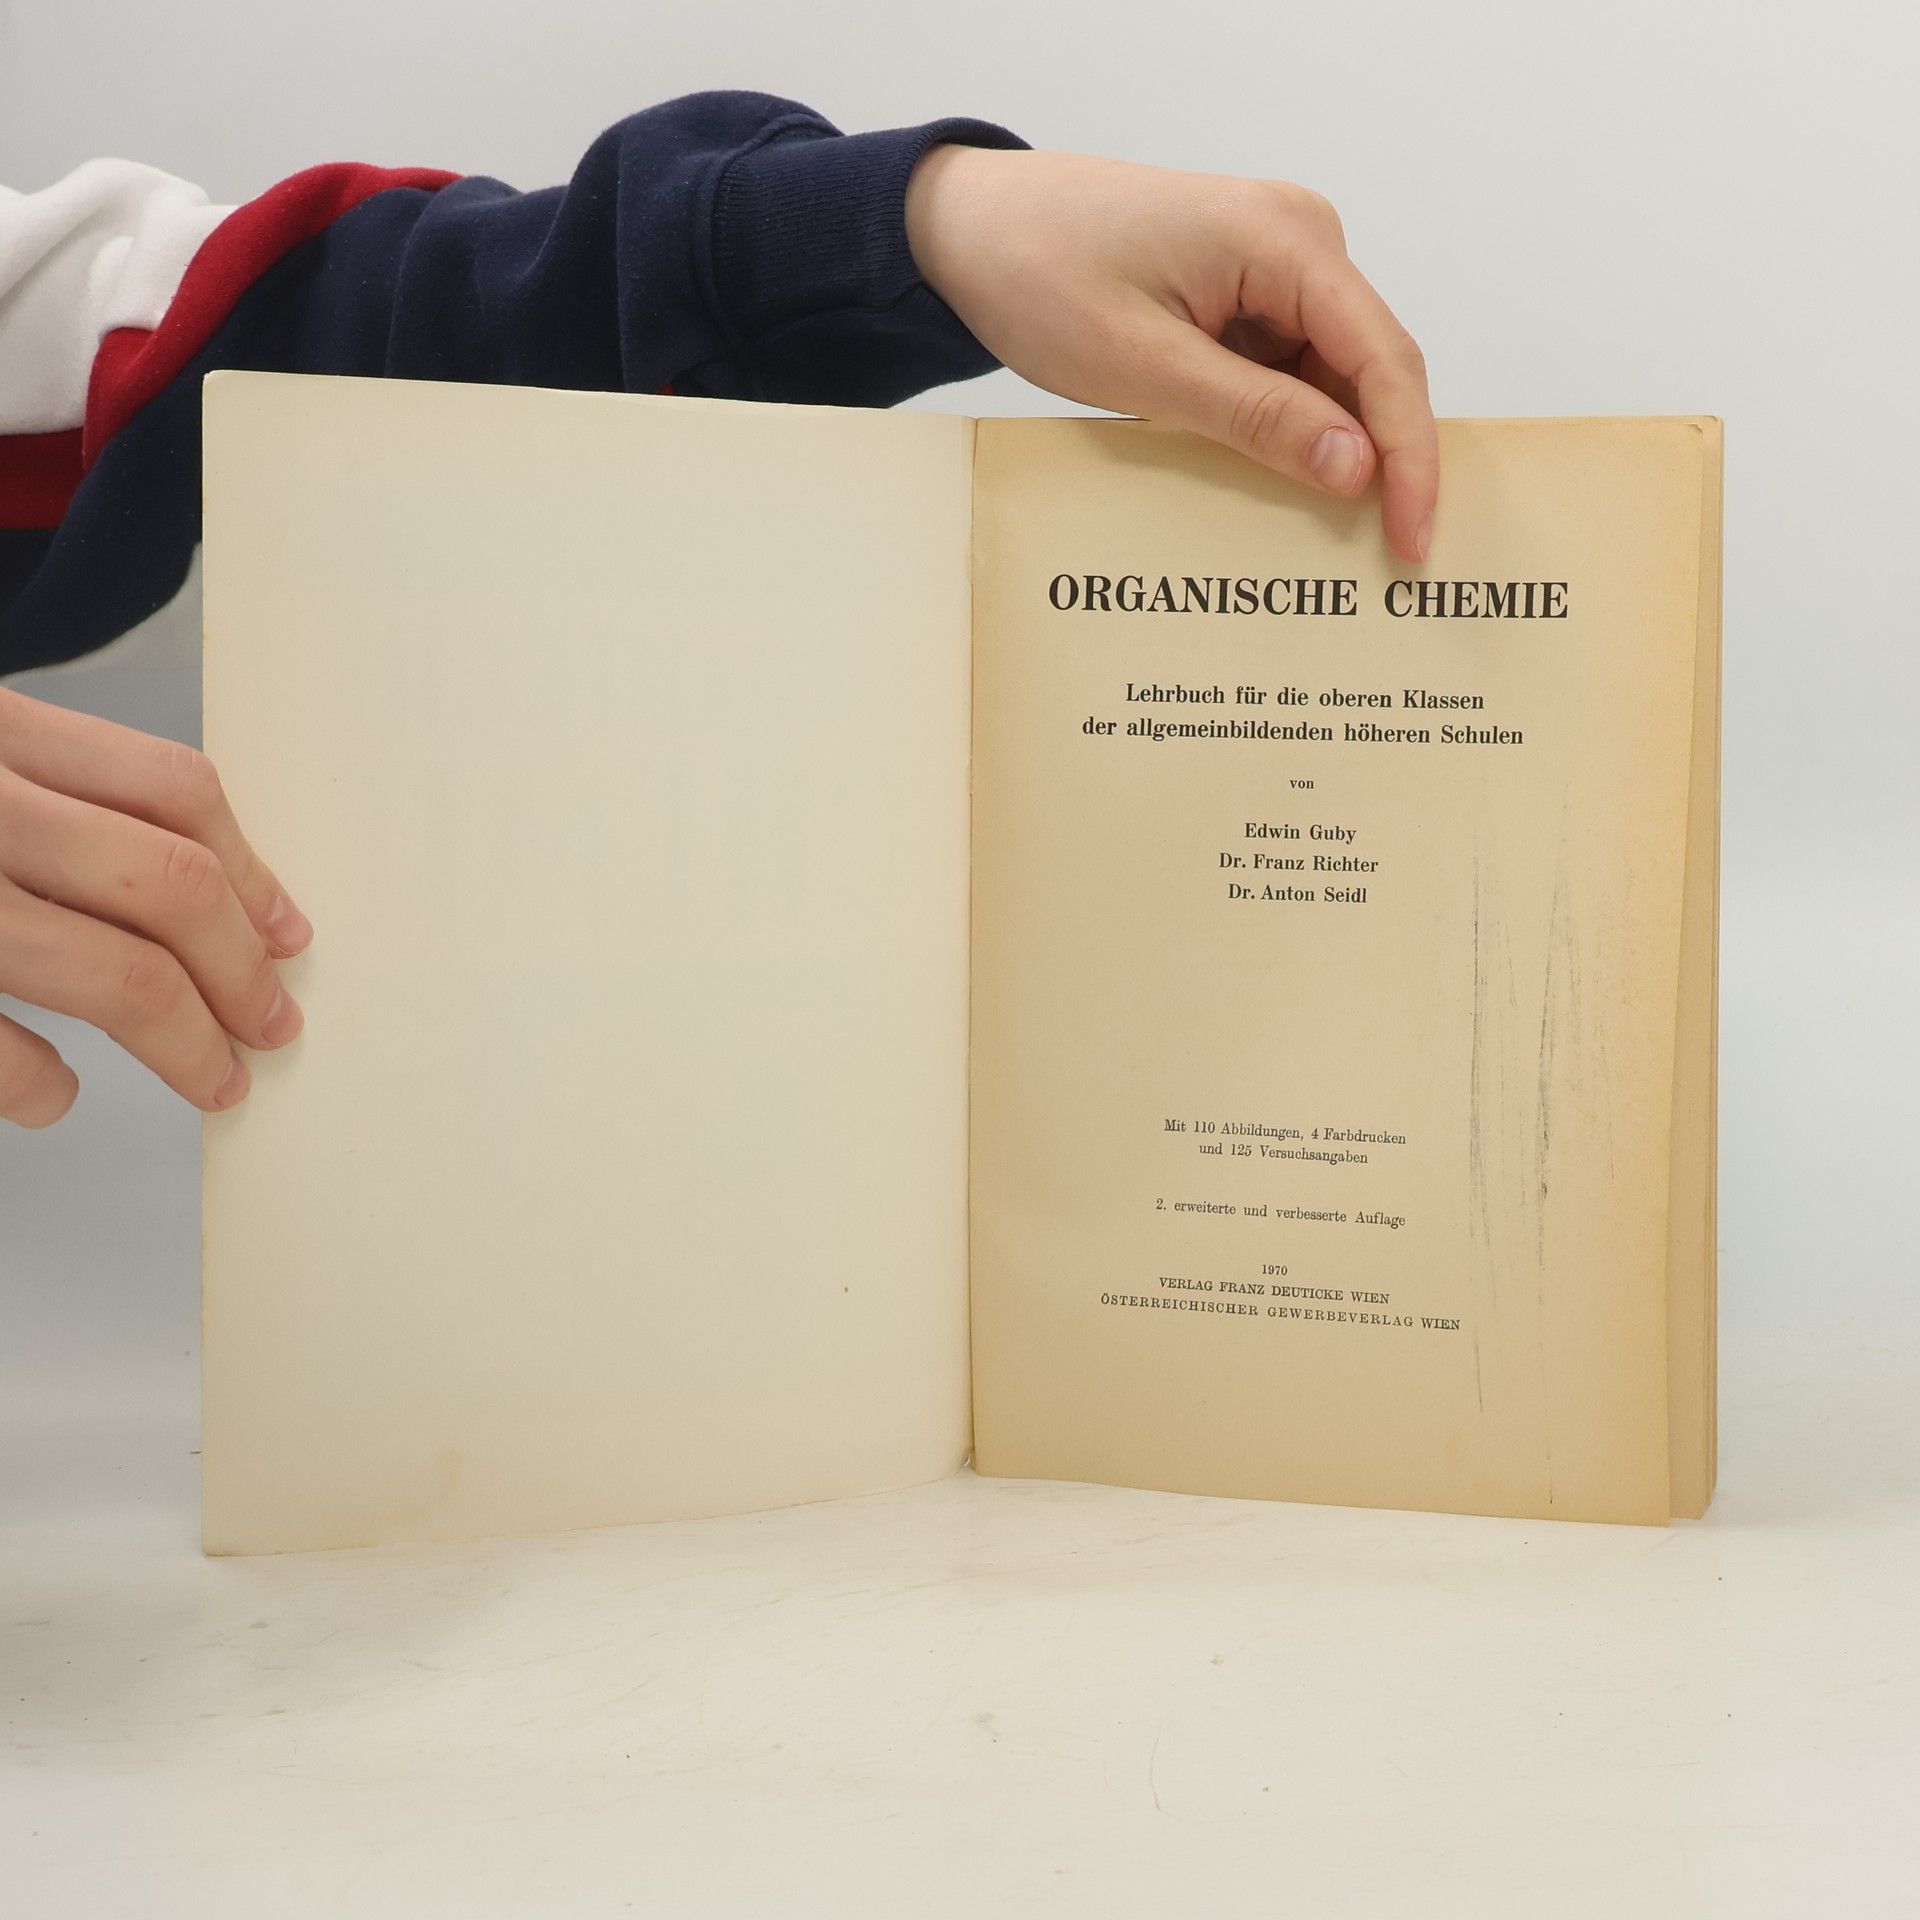 ORGANISCHE CHEMIE
Lehrbuch für die oberen Klassen
der allgemeinbildenden höheren Schulen
von
Edwin Guby
Dr. Franz Richter
Dr. Anton Seidl
Mit 110 Abbildungen, 4 Farbdrucken
und 125 Versuchsangaben
2. erweiterte und verbesserte Auflage
1970
VERLAG FRANZ DEUTICKE WIEN
ÖSTERREICHISCHER GEWERBEVERLAG WIEN